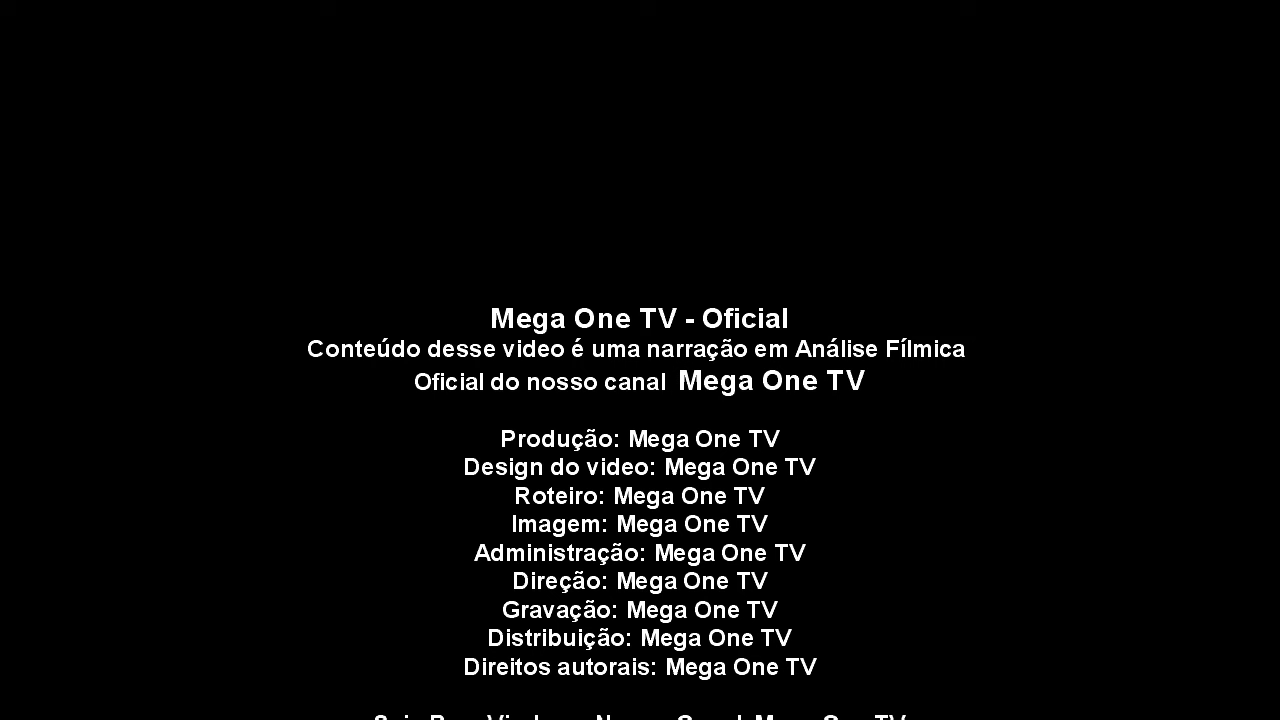 Mega One TV - Oficial
Conteúdo desse video é uma narração em Análise Fílmica
Oficial do nosso canal Mega One TV
Produção: Mega One TV
Design do video: Mega One TV
Roteiro: Mega One TV
Imagem: Mega One TV
Administração: Mega One TV
Direção: Mega One TV
Gravação: Mega One TV
Distribuição: Mega One TV
Direitos autorais: Mega One TV